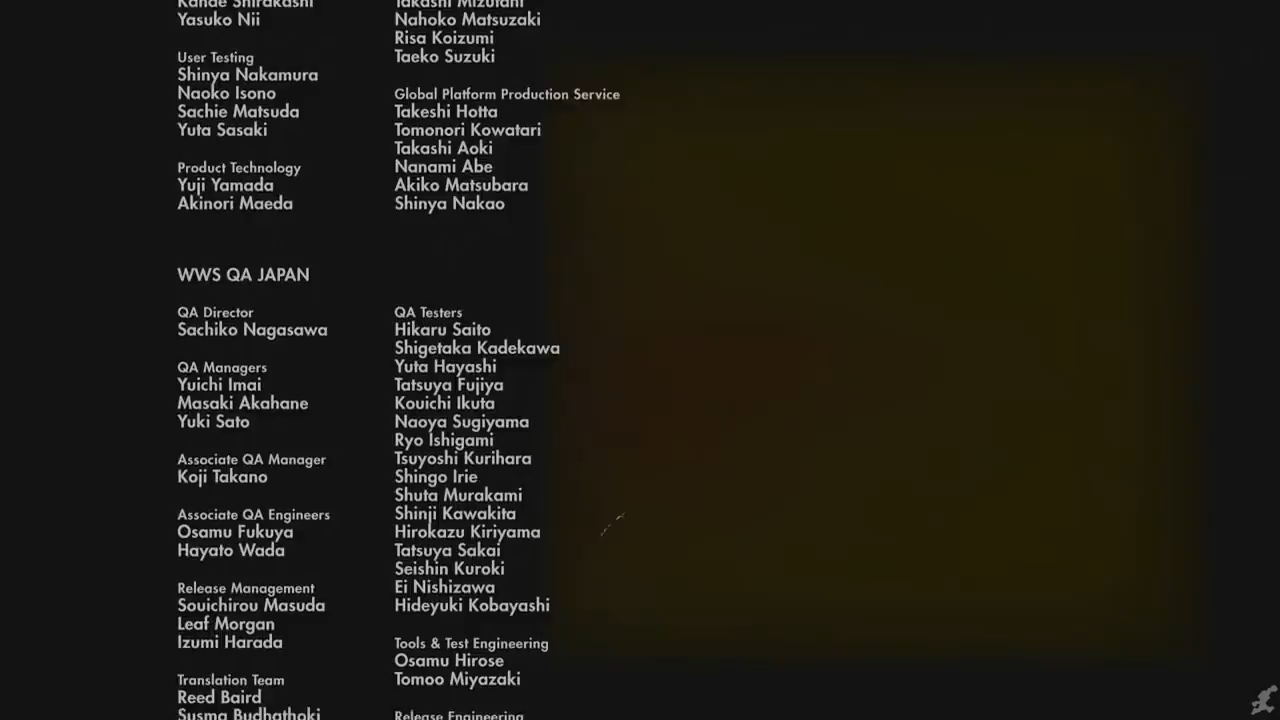 Kanae Shirakashi
Yasuko Nii
User Testing
Shinya Nakamura
Naoko Isono
Sachie Matsuda
Yuta Sasaki
Product Technology
Yuji Yamada
Akinori Maeda
Takashi Mizutani
Nahoko Matsuzaki
Risa Koizumi
Taeko Suzuki
Global Platform Production Service
Takeshi Hotta
Tomonori Kowatari
Takashi Aoki
Nanami Abe
Akiko Matsubara
Shinya Nakao
WWS QA JAPAN
QA Director
Sachiko Nagasawa
QA Managers
Yuichi Imai
Masaki Akahane
Yuki Sato
Associate QA Manager
Koji Takano
Associate QA Engineers
Osamu Fukuya
Hayato Wada
Release Management
Souichirou Masuda
Leaf Morgan
Izumi Harada
Translation Team
Reed Baird
Susma Budhathoki
QA Testers
Hikaru Saito
Shigetaka Kadekawa
Yuta Hayashi
Tatsuya Fujiya
Kouichi Ikuta
Naoya Sugiyama
Ryo Ishigami
Tsuyoshi Kurihara
Shingo Irie
Shuta Murakami
Shinji Kawakita
Hirokazu Kiriyama
Tatsuya Sakai
Seishin Kuroki
Ei Nishizawa
Hideyuki Kobayashi
Tools & Test Engineering
Osamu Hirose
Tomoo Miyazaki
Release Engineering